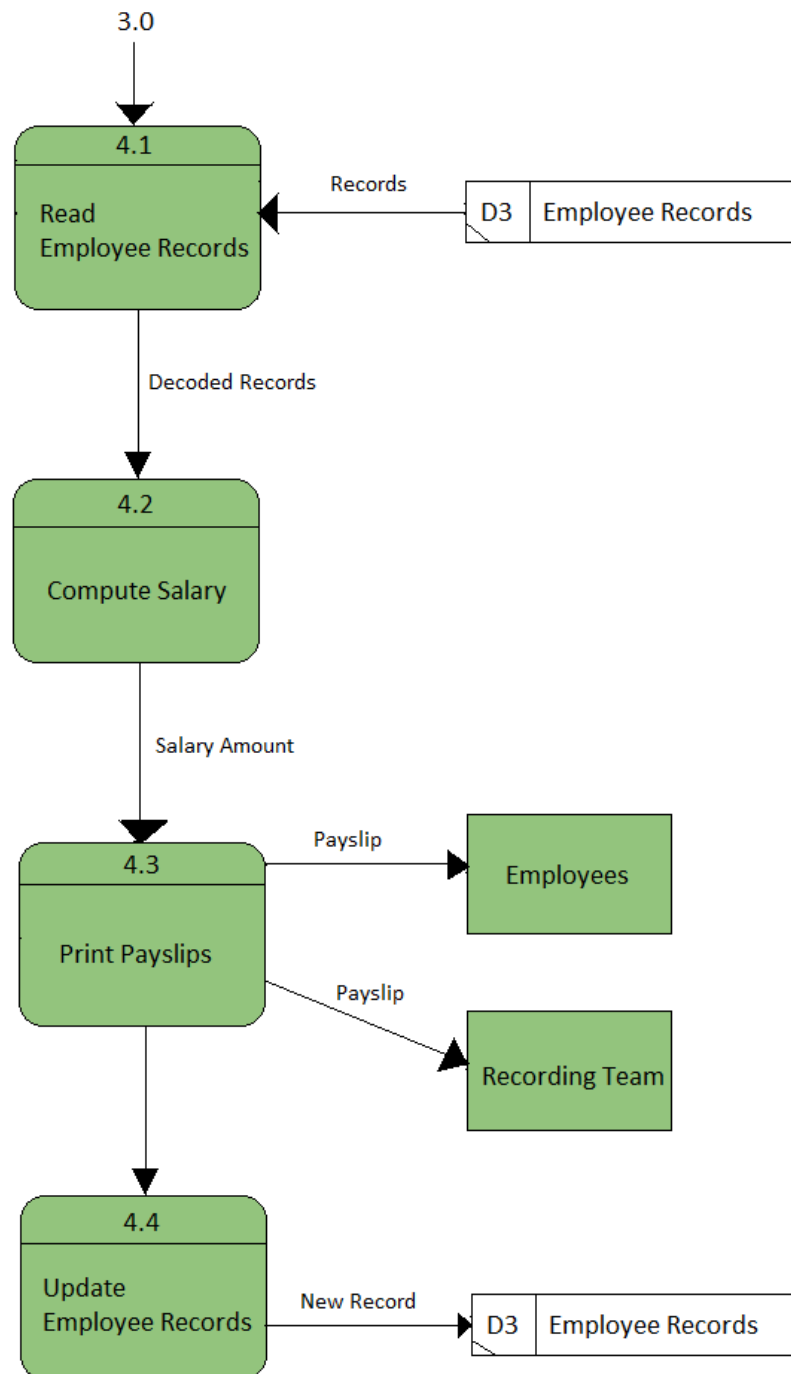 3.0
4.1
Read
Employee Records
Records
D3
Employee Records
Decoded Records
4.2
Compute Salary
Salary Amount
4.3
Print Payslips
Payslip
Employees
Payslip
Recording Team
4.4
Update
Employee Records
New Record
D3
Employee Records